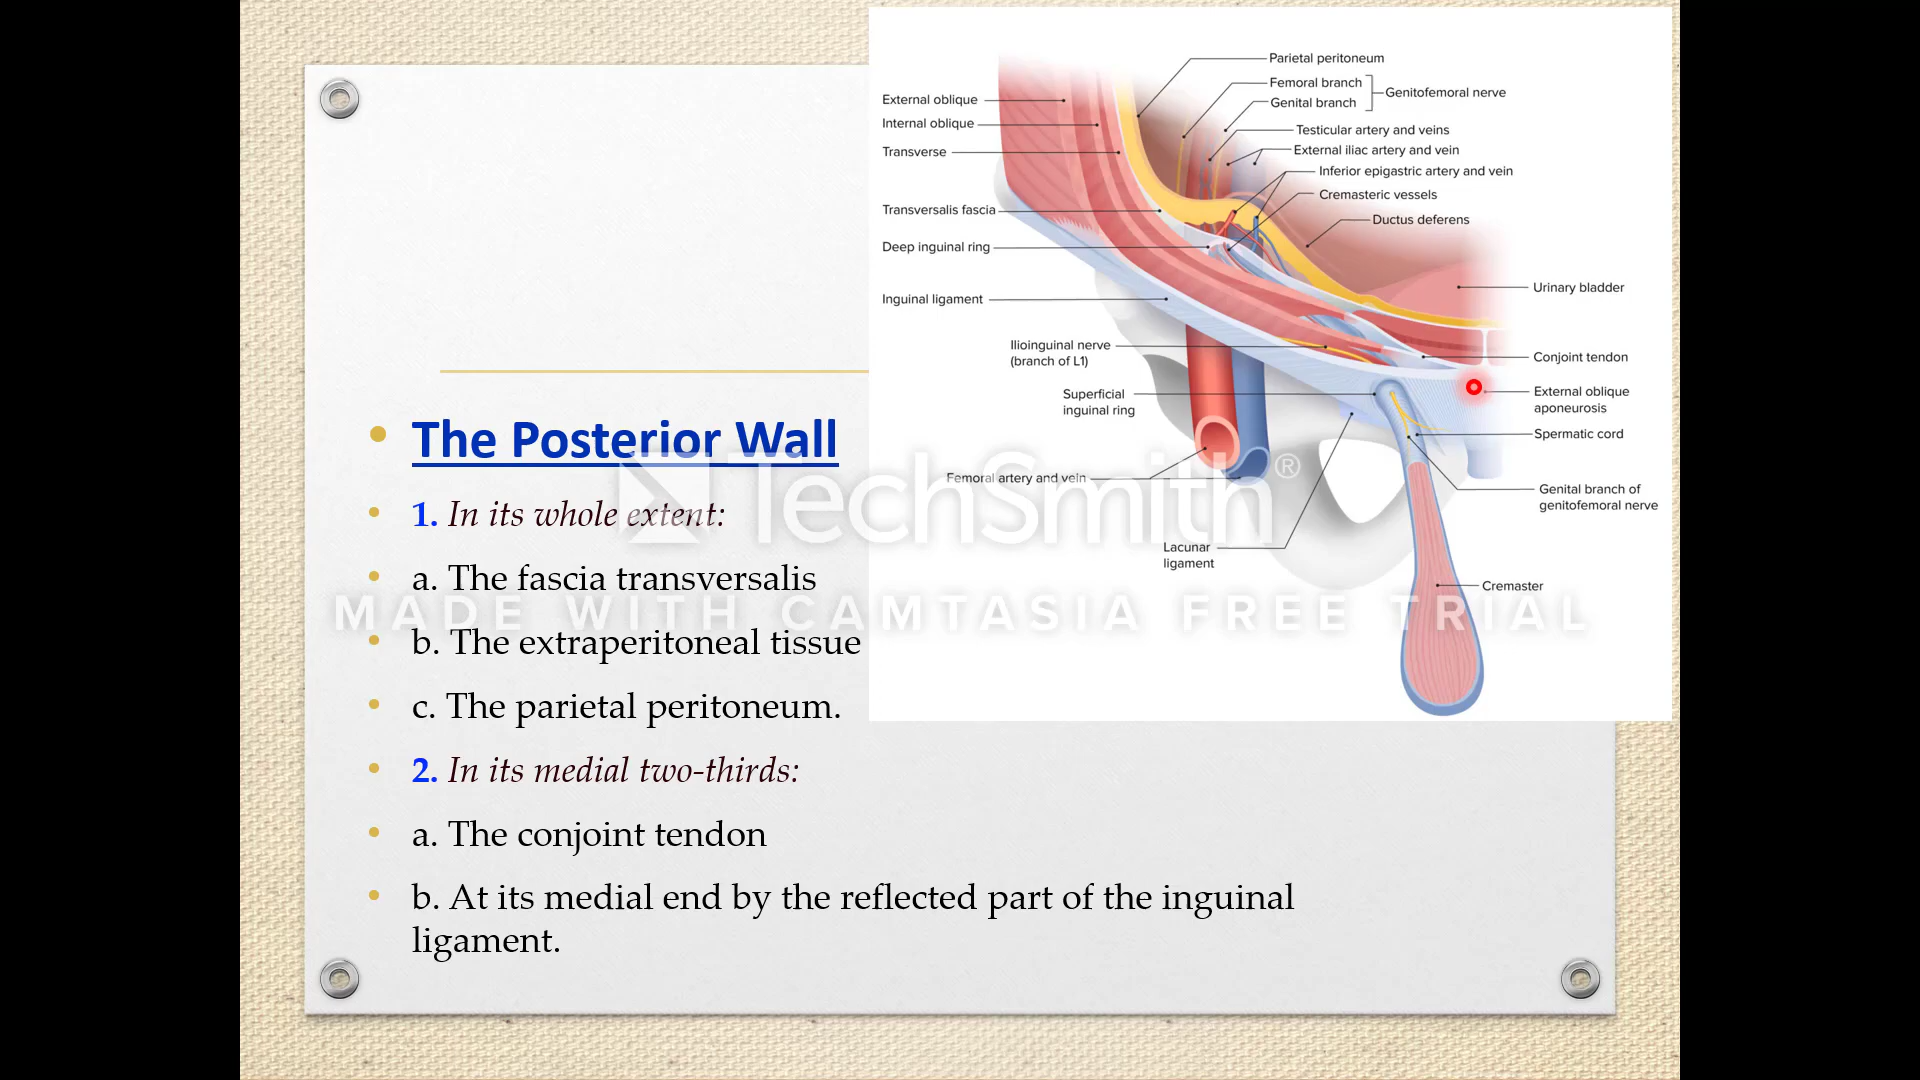 Parietal peritoneum
Femoral branch
Genital branch
Genitofemoral nerve
External oblique
Internal oblique
Transverse
Testicular artery and veins
External iliac artery and vein
Inferior epigastric artery and vein
Cremasteric vessels
Ductus deferens
Transversalis fascia
Deep inguinal ring
Inguinal ligament
Urinary bladder
Ilioinguinal nerve
(branch of L1)
Conjoint tendon
Superficial
inguinal ring
External oblique
aponeurosis
Spermatic cord
Femoral artery and vein
Genital branch of
genitofemoral nerve
Lacunar
ligament
Cremaster
• The Posterior Wall
• 1. In its whole extent:
• a. The fascia transversalis
• b. The extraperitoneal tissue
• c. The parietal peritoneum.
• 2. In its medial two-thirds:
• a. The conjoint tendon
• b. At its medial end by the reflected part of the inguinal
ligament.
TechSmith®
MADE WITH CAMTASIA FREE TRIAL